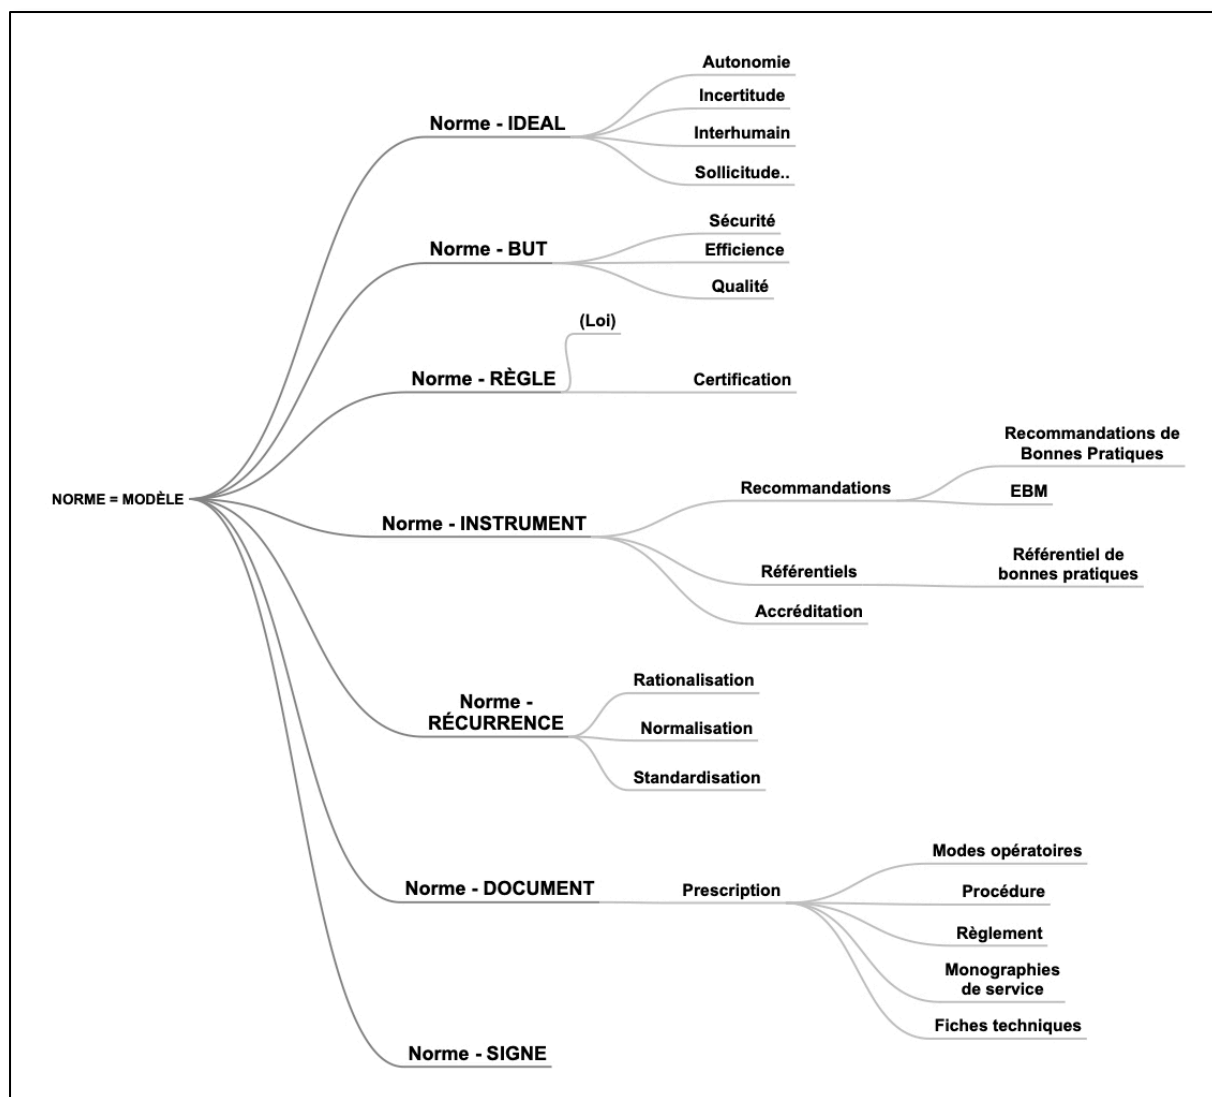 Autonomie
Incertitude
Norme - IDEAL
Interhumain
Sollicitude..
Sécurité
Norme - BUT
Efficience
Qualité
(Loi)
Norme - RÈGLE
Certification
Recommandations de
Bonnes Pratiques
Recommandations
EBM
NORME = MODÈLE
Norme - INSTRUMENT
Référentiels
Référentiel de
bonnes pratiques
Accréditation
Rationalisation
Norme -
RÉCURRENCE
Normalisation
Standardisation
Modes opératoires
Norme - DOCUMENT
Prescription
Procédure
Règlement
Monographies
de service
Fiches techniques
Norme - SIGNE